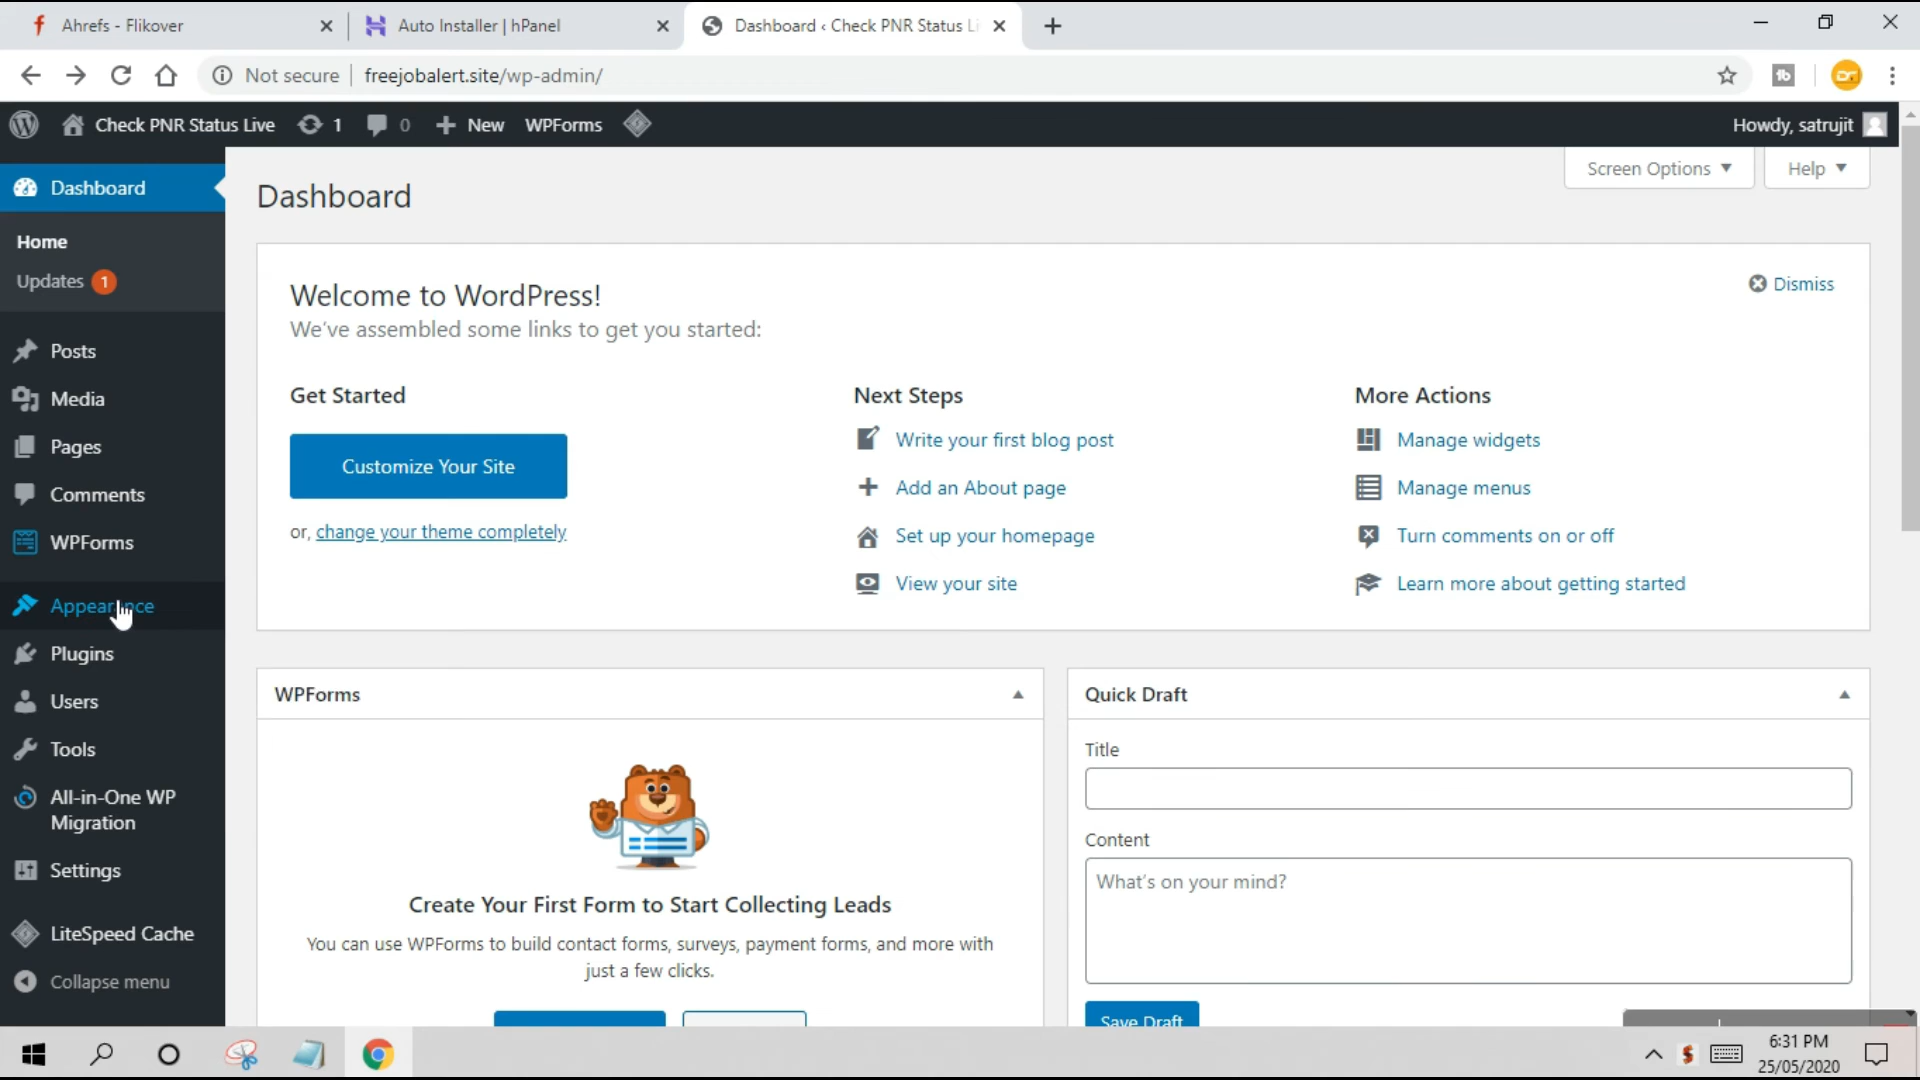 Ahrefs - Flikover
Auto Installer | hPanel
Dashboard ‹ Check PNR Status Li
Not secure
freejobalert.site/wp-admin/
Check PNR Status Live
1
0
New
WPForms
Howdy, satrujit
Dashboard
Home
Updates 1
Posts
Media
Pages
Comments
WPForms
Appearance
Plugins
Users
Tools
All-in-One WP
Migration
Settings
LiteSpeed Cache
Collapse menu
Screen Options
Help
Dashboard
Welcome to WordPress!
We've assembled some links to get you started:
Dismiss
Get Started
Customize Your Site
or, change your theme completely
Next Steps
Write your first blog post
Add an About page
Set up your homepage
View your site
More Actions
Manage widgets
Manage menus
Turn comments on or off
Learn more about getting started
WPForms
Create Your First Form to Start Collecting Leads
You can use WPForms to build contact forms, surveys, payment forms, and more with
just a few clicks.
Quick Draft
Title
Content
What's on your mind?
Save Draft
6:31 PM
25/05/2020